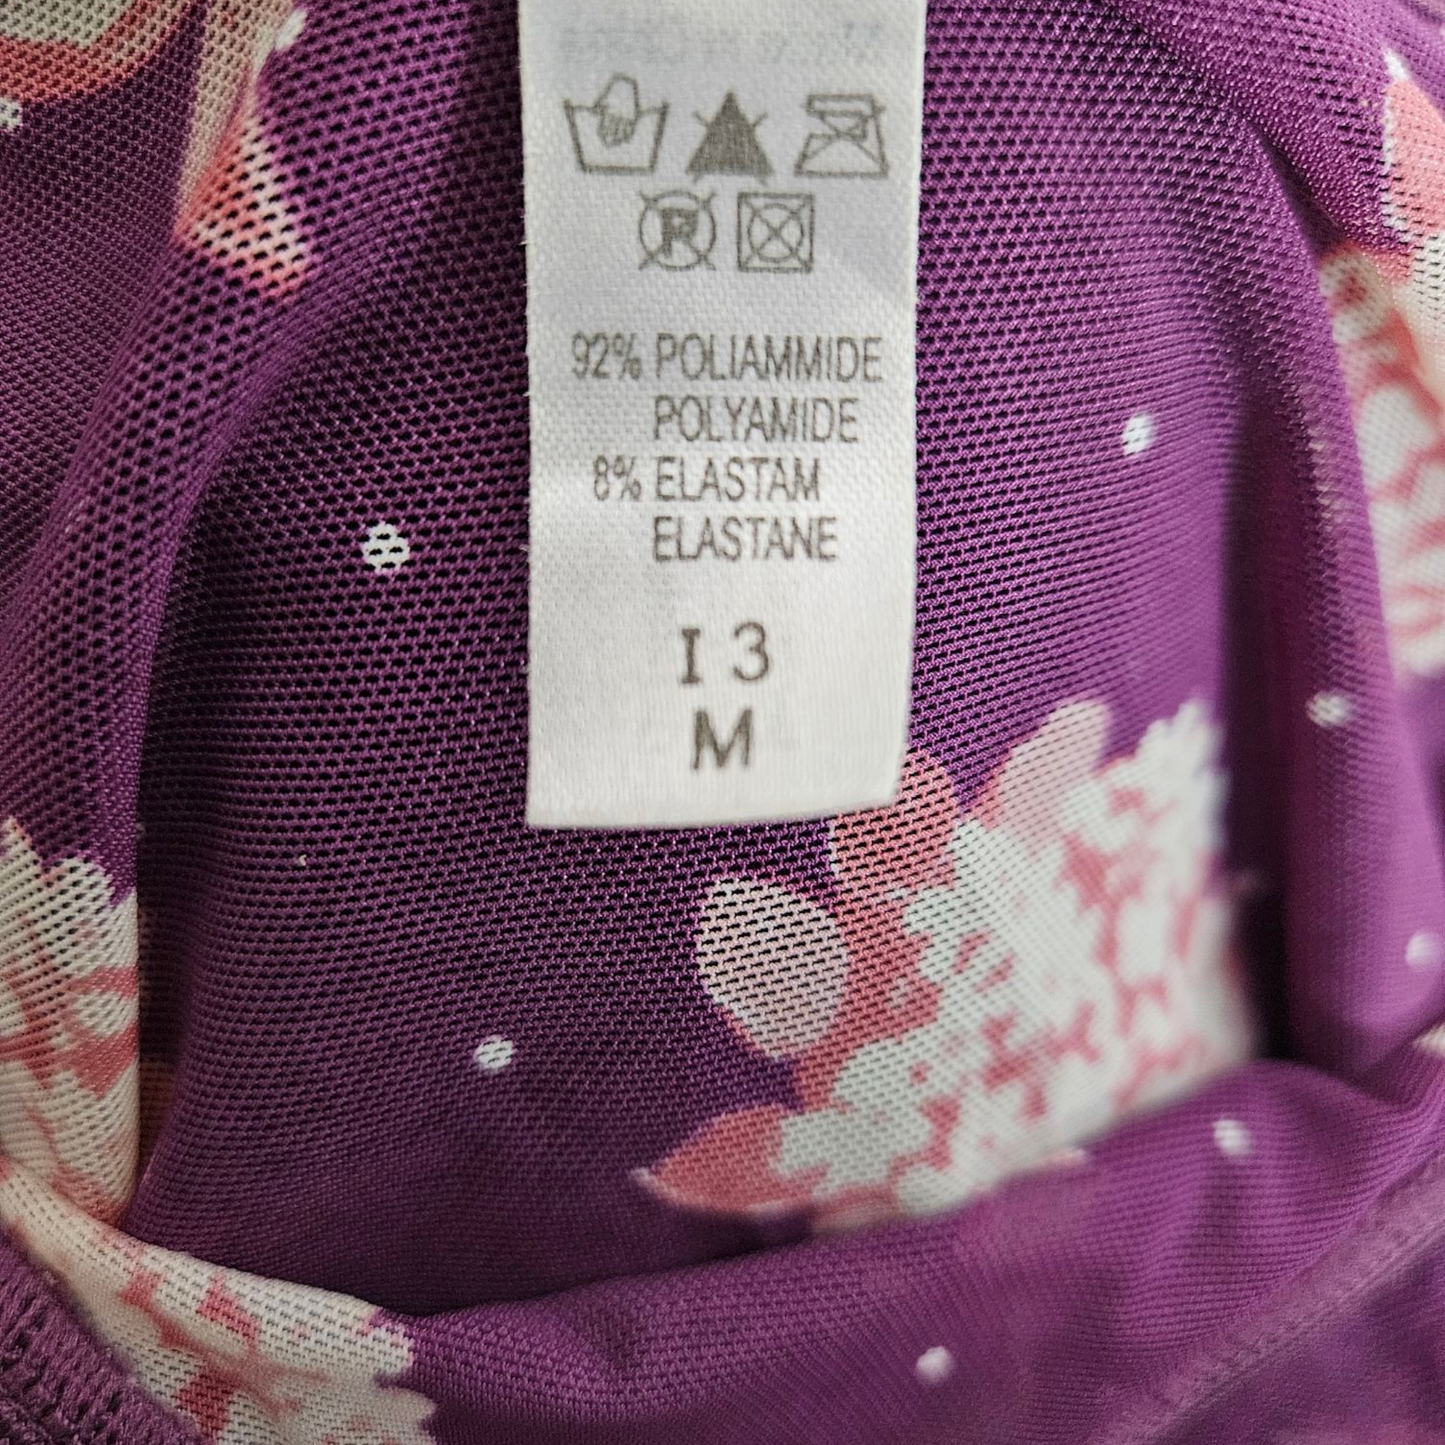 92% POLIAMMIDE
POLYAMIDE
8% ELASTAM
ELASTANE
I 3
M